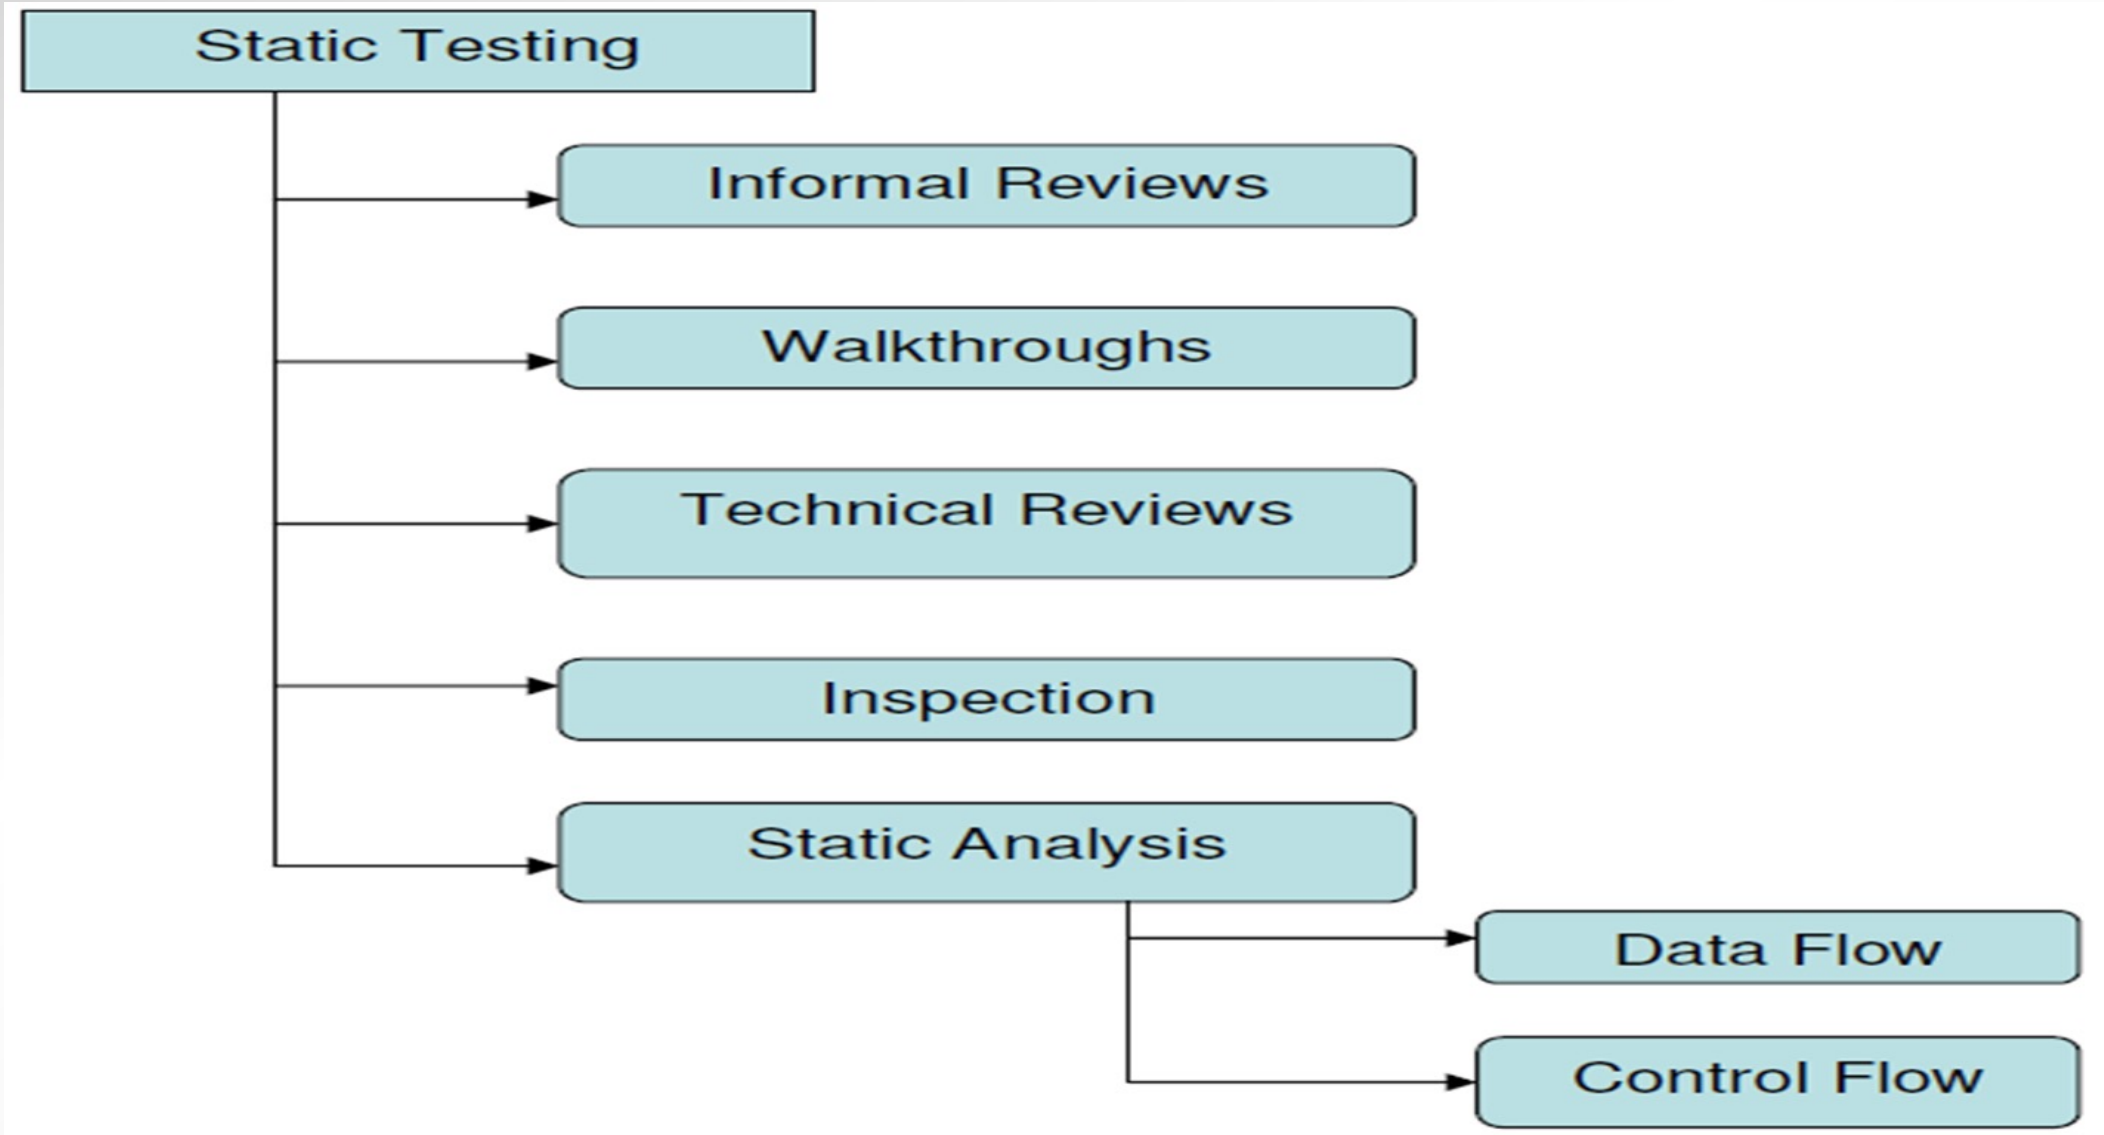 Static Testing
Informal Reviews
Walkthroughs
Technical Reviews
Inspection
Static Analysis
Data Flow
Control Flow